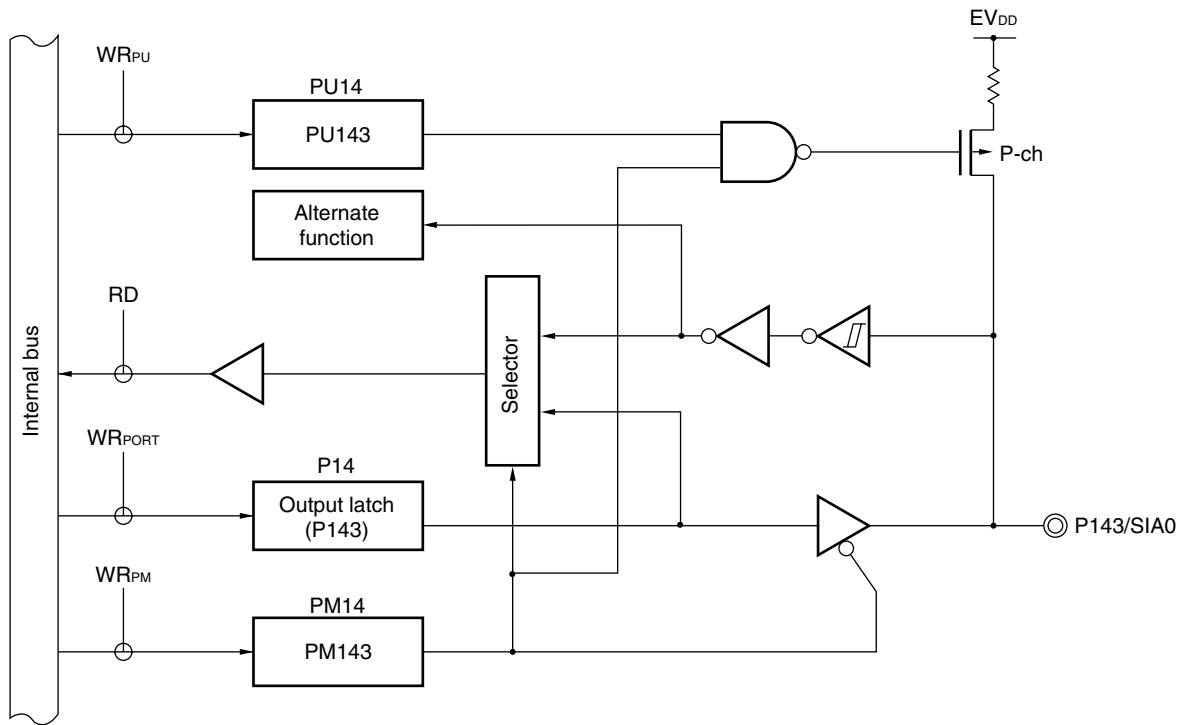 EVDD
WRPU
PU14
PU143
P-ch
Alternate
function
RD
Internal bus
Selector
WRPORT
P14
Output latch
(P143)
P143/SIA0
WRPM
PM14
PM143